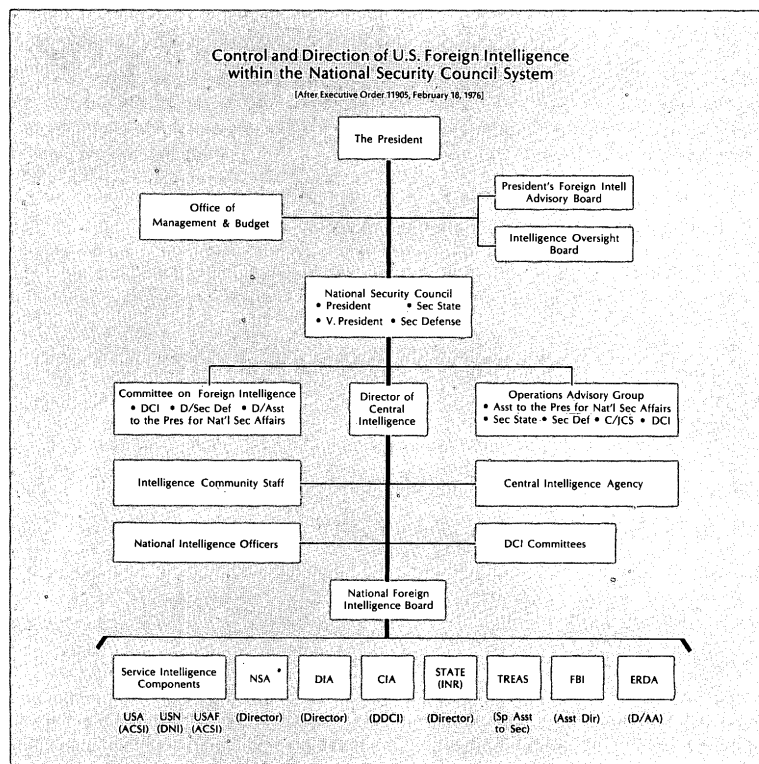 Control and Direction of U.S. Foreign Intelligence
within the National Security Council System
[After Executive Order 11905, February 18, 1976]
The President
Office of
Management & Budget
President's Foreign Intell
Advisory Board
Intelligence Oversight
Board
National Security Council
• President • Sec State
• V. President • Sec Defense
Committee on Foreign Intelligence
• DCI • D/Sec Def • D/Asst
to the Pres for Nat'l Sec Affairs
Director of
Central
Intelligence
Operations Advisory Group
• Asst to the Pres for Nat'l Sec Affairs
• Sec State • Sec Def • C/JCS • DCI
Intelligence Community Staff
Central Intelligence Agency
National Intelligence Officers
DCI Committees
National Foreign
Intelligence Board
Service Intelligence
Components
NSA
DIA
CIA
STATE
(INR)
TREAS
FBI
ERDA
USA USN USAF
(ACSI) (DNI) (ACSI)
(Director)
(Director)
(DDCI)
(Director)
(Sp Asst
to Sec)
(Asst Dir)
(D/AA)